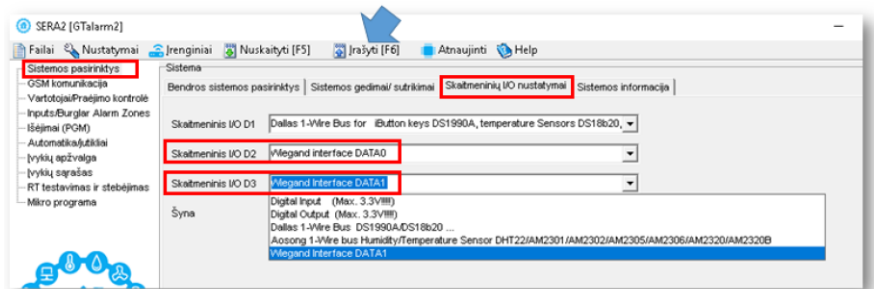 SERA2 [GTalarm2]
Failai Nustatymai Įrenginiai Nuskaityti [F5] Įrašyti [F6] Atnaujinti Help
Sistemos pasirinktys
GSM komunikacija
Vartotojai/Praėjimo kontrolė
Inputs/Burglar Alarm Zones
Išėjimai (PGM)
Automatika/jutikliai
Įvykių apžvalga
Įvykių sąrašas
RT testavimas ir stebėjimas
Mikro programa
Sistema
Bendros sistemos pasirinktys Sistemos gedimai/ sutrikimai Skaitmeninių I/O nustatymai Sistemos informacija
Skaitmeninis I/O D1 Dallas 1-Wire Bus for iButton keys DS1990A, temperature Sensors DS18b20,
Skaitmeninis I/O D2 Wiegand interface DATA0
Skaitmeninis I/O D3 Wiegand Interface DATA1
Šyna
Digital Input (Max. 3.3V!!!!)
Digital Output (Max. 3.3V!!!!)
Dallas 1-Wire Bus DS1990A/DS18b20 ...
Aosong 1-Wire bus Humidity/Temperature Sensor DHT22/AM2301/AM2302/AM2305/AM2306/AM2320/AM2320B
Wiegand Interface DATA1